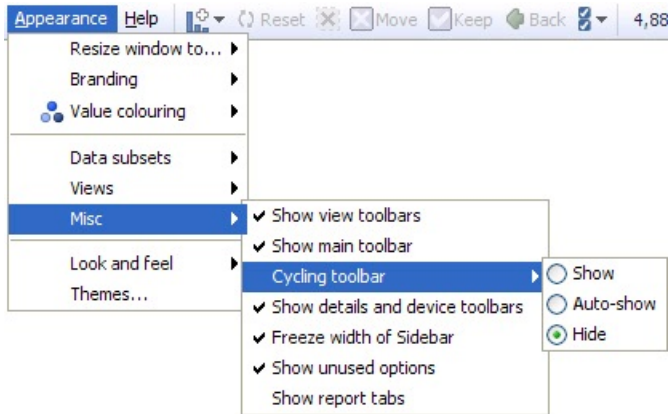 Appearance Help Reset Move Keep Back 4,88
Resize window to...
Branding
Value colouring
Data subsets
Views
Misc
Look and feel
Themes...
Show view toolbars
Show main toolbar
Cycling toolbar
Show details and device toolbars
Freeze width of Sidebar
Show unused options
Show report tabs
Show
Auto-show
Hide